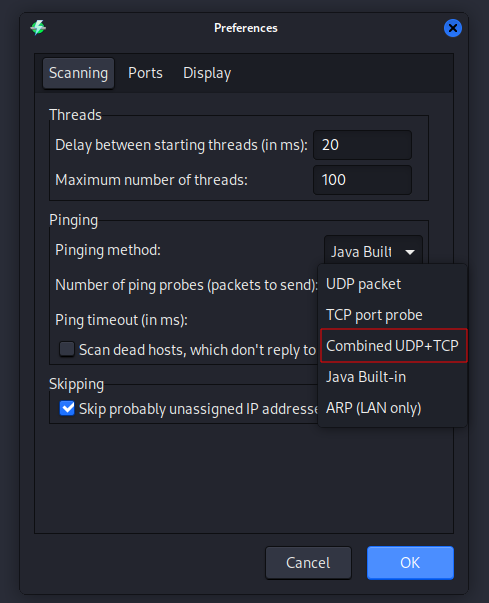 Preferences
Scanning Ports Display
Threads
Delay between starting threads (in ms): 20
Maximum number of threads: 100
Pinging
Pinging method: Java Built
Number of ping probes (packets to send):
UDP packet
TCP port probe
Combined UDP+TCP
Java Built-in
ARP (LAN only)
Ping timeout (in ms):
Scan dead hosts, which don't reply to
Skipping
Skip probably unassigned IP addresse
Cancel OK